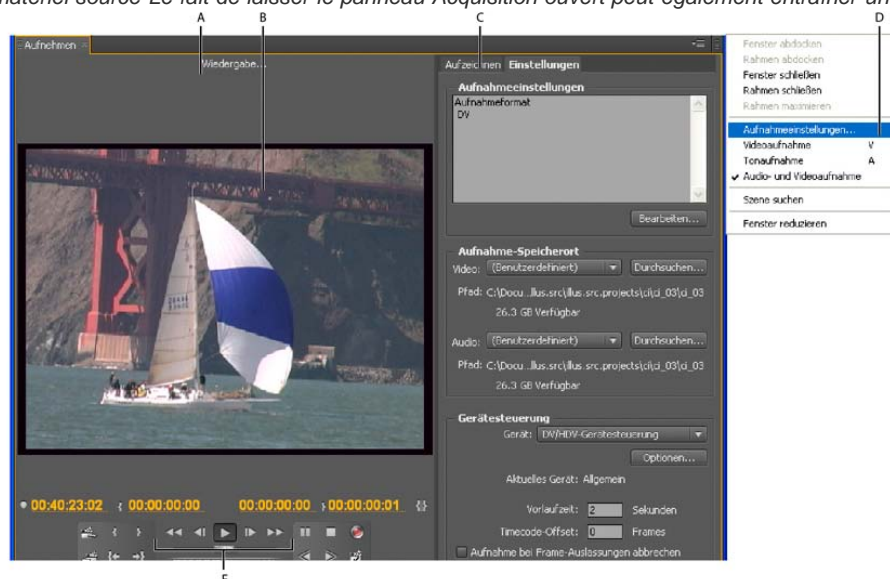 matériel source Le fait de laisser le panneau Acquisition ouvert peut également entraîner un
A B C D
Aufnehmen
Wiedergabe...
Aufzeichnen Einstellungen
Aufnahmeeinstellungen
Aufnahmeformat
DV
Bearbeiten...
Aufnahme-Speicherort
Video: (Benutzerdefiniert) Durchsuchen...
Pfad: C:\Docu...llus.src\illus.src.projects\ci\ci_03\ci_03
26.3 GB Verfügbar
Audio: (Benutzerdefiniert) Durchsuchen...
Pfad: C:\Docu...llus.src\illus.src.projects\ci\ci_03\ci_03
26.3 GB Verfügbar
Gerätesteuerung
Gerät: DV/HDV-Gerätesteuerung
Optionen...
Aktuelles Gerät: Allgemein
Vorlaufzeit: 2 Sekunden
Timecode-Offset: 0 Frames
Aufnahme bei Frame-Auslassungen abbrechen
00:40:23:02 { 00:00:00:00 00:00:00:00 } 00:00:00:01 {}
E
Fenster abdocken
Rahmen abdocken
Fenster schließen
Rahmen schließen
Rahmen maximieren
Aufnahmeeinstellungen...
Videoaufnahme V
Tonaufnahme A
Audio- und Videoaufnahme
Szene suchen
Fenster reduzieren